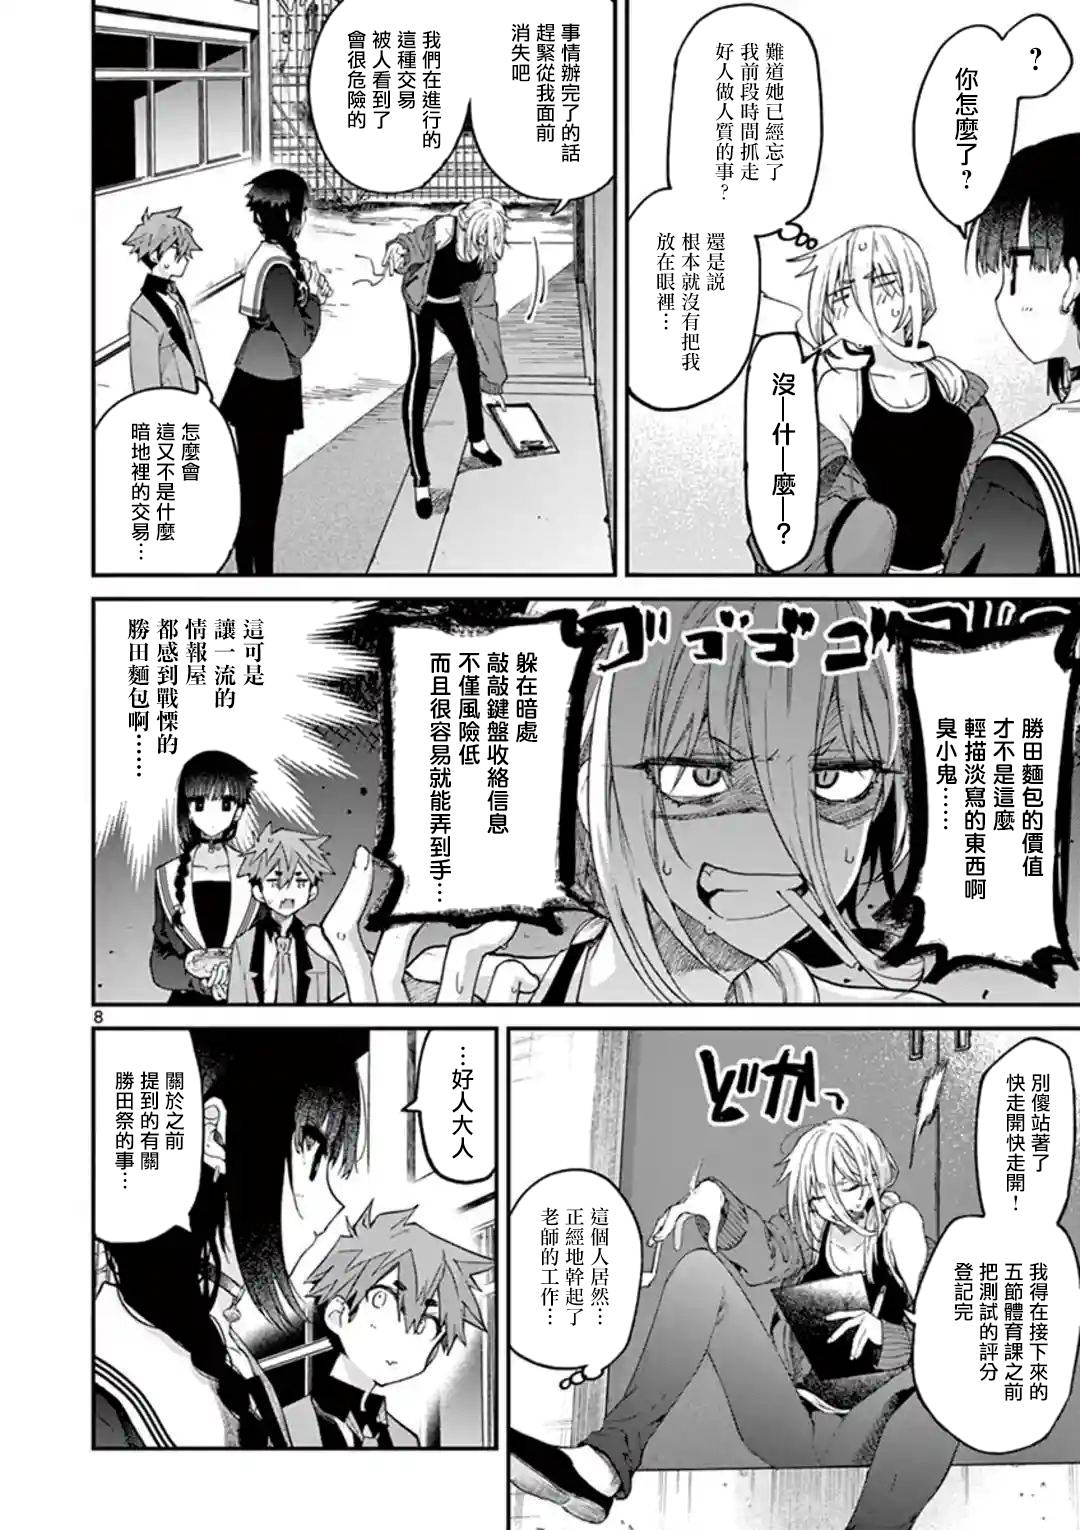 ?
你怎麼了?
難道她已經忘了
我前段時間抓走
好人做人質的事?
還是說
根本就沒有把我
放在眼裡…
沒—什—麼—?
事情辦完了的話
趕緊從我面前
消失吧
我們在進行的
這種交易
被人看到了
會很危險的
怎麼會
這又不是什麼
暗地裡的交易…
勝田麵包的價值
才不是這麼
輕描淡寫的東西啊
臭小鬼……
ゴゴゴゴゴ
躲在暗處
敲敲鍵盤收絡信息
不僅風險低
而且很容易就能弄到手…
這可是
讓一流的
情報屋
都感到戰慄的
勝田麵包啊……
8
別傻站著了
快走開快走開!
我得在接下來的
五節體育課之前
把測試的評分
登記完
どかっ
這個人居然…
正經地幹起了
老師的工作…
…好人大人
關於之前
提到的有關
勝田祭的事…